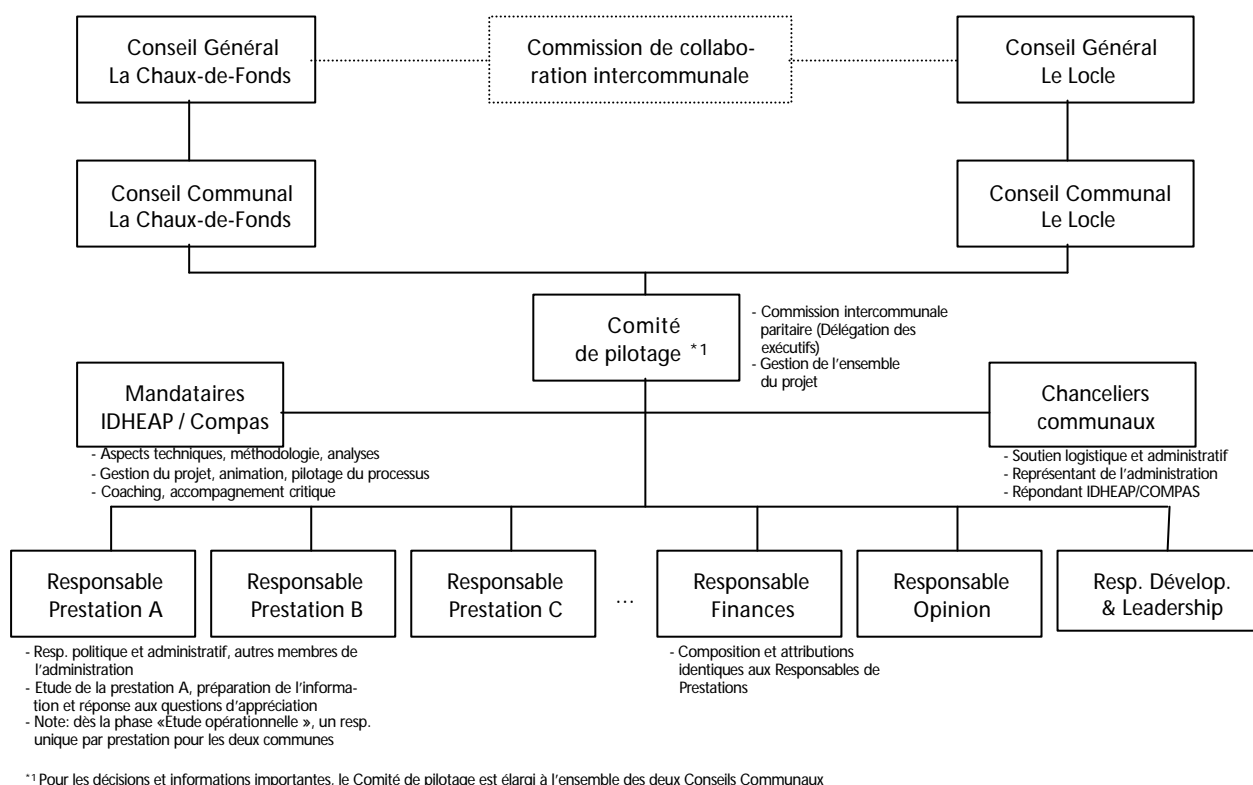 Conseil Général
La Chaux-de-Fonds
Commission de collabo-
ration intercommunale
Conseil Général
Le Locle
Conseil Communal
La Chaux-de-Fonds
Conseil Communal
Le Locle
Comité
de pilotage *1
- Commission intercommunale
paritaire (Délégation des
exécutifs)
- Gestion de l'ensemble
du projet
Mandataires
IDHEAP / Compas
- Aspects techniques, méthodologie, analyses
- Gestion du projet, animation, pilotage du processus
- Coaching, accompagnement critique
Chanceliers
communaux
- Soutien logistique et administratif
- Représentant de l'administration
- Répondant IDHEAP/COMPAS
Responsable
Prestation A
Responsable
Prestation B
Responsable
Prestation C
...
Responsable
Finances
Responsable
Opinion
Resp. Dévelop.
& Leadership
- Resp. politique et administratif, autres membres de
l'administration
- Etude de la prestation A, préparation de l'informa-
tion et réponse aux questions d'appréciation
- Note: dès la phase «Etude opérationnelle », un resp.
unique par prestation pour les deux communes
- Composition et attributions
identiques aux Responsables de
Prestations
*1 Pour les décisions et informations importantes, le Comité de pilotage est élargi à l'ensemble des deux Conseils Communaux